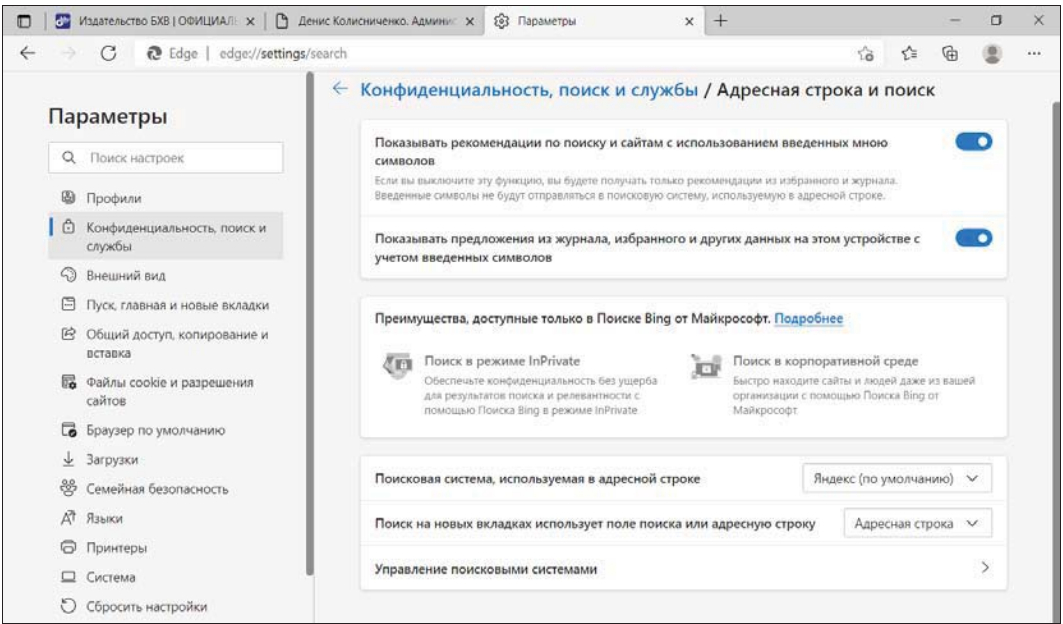 Издательство БХВ | ОФИЦИАЛЬ
Денис Колисниченко. Админис
Параметры
Edge | edge://settings/search
Параметры
Поиск настроек
Профили
Конфиденциальность, поиск и
службы
Внешний вид
Пуск, главная и новые вкладки
Общий доступ, копирование и
вставка
Файлы cookie и разрешения
сайтов
Браузер по умолчанию
Загрузки
Семейная безопасность
Языки
Принтеры
Система
Сбросить настройки
Конфиденциальность, поиск и службы / Адресная строка и поиск
Показывать рекомендации по поиску и сайтам с использованием введенных мною
символов
Если вы выключите эту функцию, вы будете получать только рекомендации из избранного и журнала.
Введенные символы не будут отправляться в поисковую систему, используемую в адресной строке.
Показывать предложения из журнала, избранного и других данных на этом устройстве с
учетом введенных символов
Преимущества, доступные только в Поиске Bing от Майкрософт. Подробнее
Поиск в режиме InPrivate
Обеспечьте конфиденциальность без ущерба
для результатов поиска и релевантности с
помощью Поиска Bing в режиме InPrivate
Поиск в корпоративной среде
Быстро находите сайты и людей даже из вашей
организации с помощью Поиска Bing от
Майкрософт
Поисковая система, используемая в адресной строке
Яндекс (по умолчанию)
Поиск на новых вкладках использует поле поиска или адресную строку
Адресная строка
Управление поисковыми системами